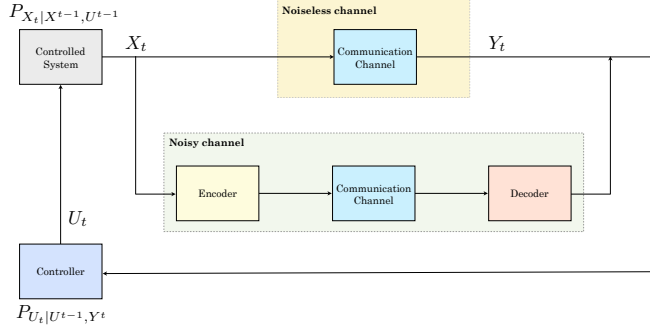 P_{X_t|X^{t-1},U^{t-1}}
Noiseless channel
Controlled
System
X_t
Communication
Channel
Y_t
Noisy channel
Encoder
Communication
Channel
Decoder
U_t
Controller
P_{U_t|U^{t-1},Y^t}